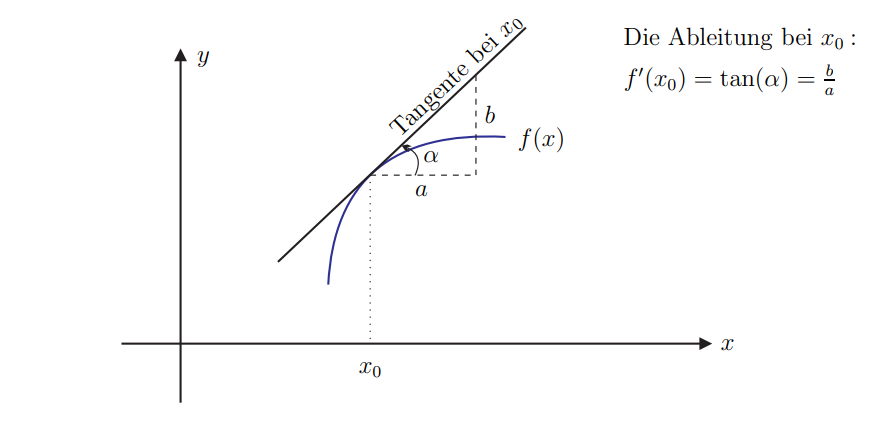 Die Ableitung bei x₀ :
f′(x₀) = tan(α) = b/a
y
Tangente bei x₀
b
f(x)
α
a
x
x₀